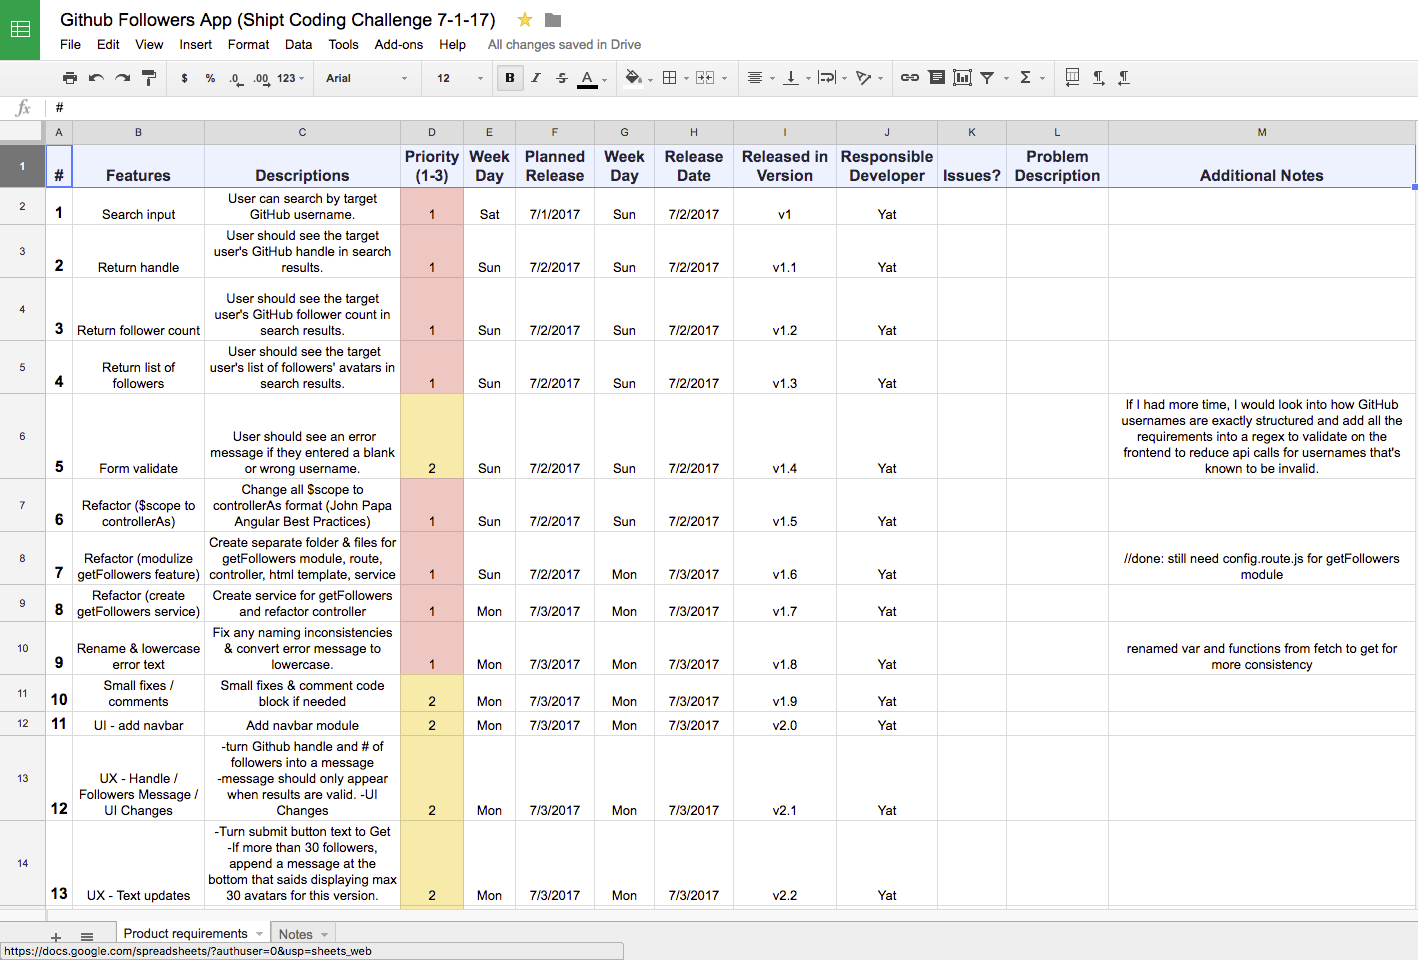 Github Followers App (Shipt Coding Challenge 7-1-17)
File Edit View Insert Format Data Tools Add-ons Help All changes saved in Drive
$ % .0 .00 123 Arial 12 B I S A Σ
fx #
A B C D E F G H I J K L M
1 # Features Descriptions Priority (1-3) Week Day Planned Release Week Day Release Date Released in Version Responsible Developer Issues? Problem Description Additional Notes
2 1 Search input User can search by target GitHub username. 1 Sat 7/1/2017 Sun 7/2/2017 v1 Yat
3 2 Return handle User should see the target user's GitHub handle in search results. 1 Sun 7/2/2017 Sun 7/2/2017 v1.1 Yat
4 3 Return follower count User should see the target user's GitHub follower count in search results. 1 Sun 7/2/2017 Sun 7/2/2017 v1.2 Yat
5 4 Return list of followers User should see the target user's list of followers' avatars in search results. 1 Sun 7/2/2017 Sun 7/2/2017 v1.3 Yat
6 5 Form validate User should see an error message if they entered a blank or wrong username. 2 Sun 7/2/2017 Sun 7/2/2017 v1.4 Yat If I had more time, I would look into how GitHub usernames are exactly structured and add all the requirements into a regex to validate on the frontend to reduce api calls for usernames that's known to be invalid.
7 6 Refactor ($scope to controllerAs) Change all $scope to controllerAs format (John Papa Angular Best Practices) 1 Sun 7/2/2017 Sun 7/2/2017 v1.5 Yat
8 7 Refactor (modulize getFollowers feature) Create separate folder & files for getFollowers module, route, controller, html template, service 1 Sun 7/2/2017 Mon 7/3/2017 v1.6 Yat //done: still need config.route.js for getFollowers module
9 8 Refactor (create getFollowers service) Create service for getFollowers and refactor controller 1 Mon 7/3/2017 Mon 7/3/2017 v1.7 Yat
10 9 Rename & lowercase error text Fix any naming inconsistencies & convert error message to lowercase. 1 Mon 7/3/2017 Mon 7/3/2017 v1.8 Yat renamed var and functions from fetch to get for more consistency
11 10 Small fixes / comments Small fixes & comment code block if needed 2 Mon 7/3/2017 Mon 7/3/2017 v1.9 Yat
12 11 UI - add navbar Add navbar module 2 Mon 7/3/2017 Mon 7/3/2017 v2.0 Yat
13 12 UX - Handle / Followers Message / UI Changes -turn Github handle and # of followers into a message -message should only appear when results are valid. -UI Changes 2 Mon 7/3/2017 Mon 7/3/2017 v2.1 Yat
14 13 UX - Text updates -Turn submit button text to Get -If more than 30 followers, append a message at the bottom that saids displaying max 30 avatars for this version. 2 Mon 7/3/2017 Mon 7/3/2017 v2.2 Yat
Product requirements Notes
https://docs.google.com/spreadsheets/?authuser=0&usp=sheets_web